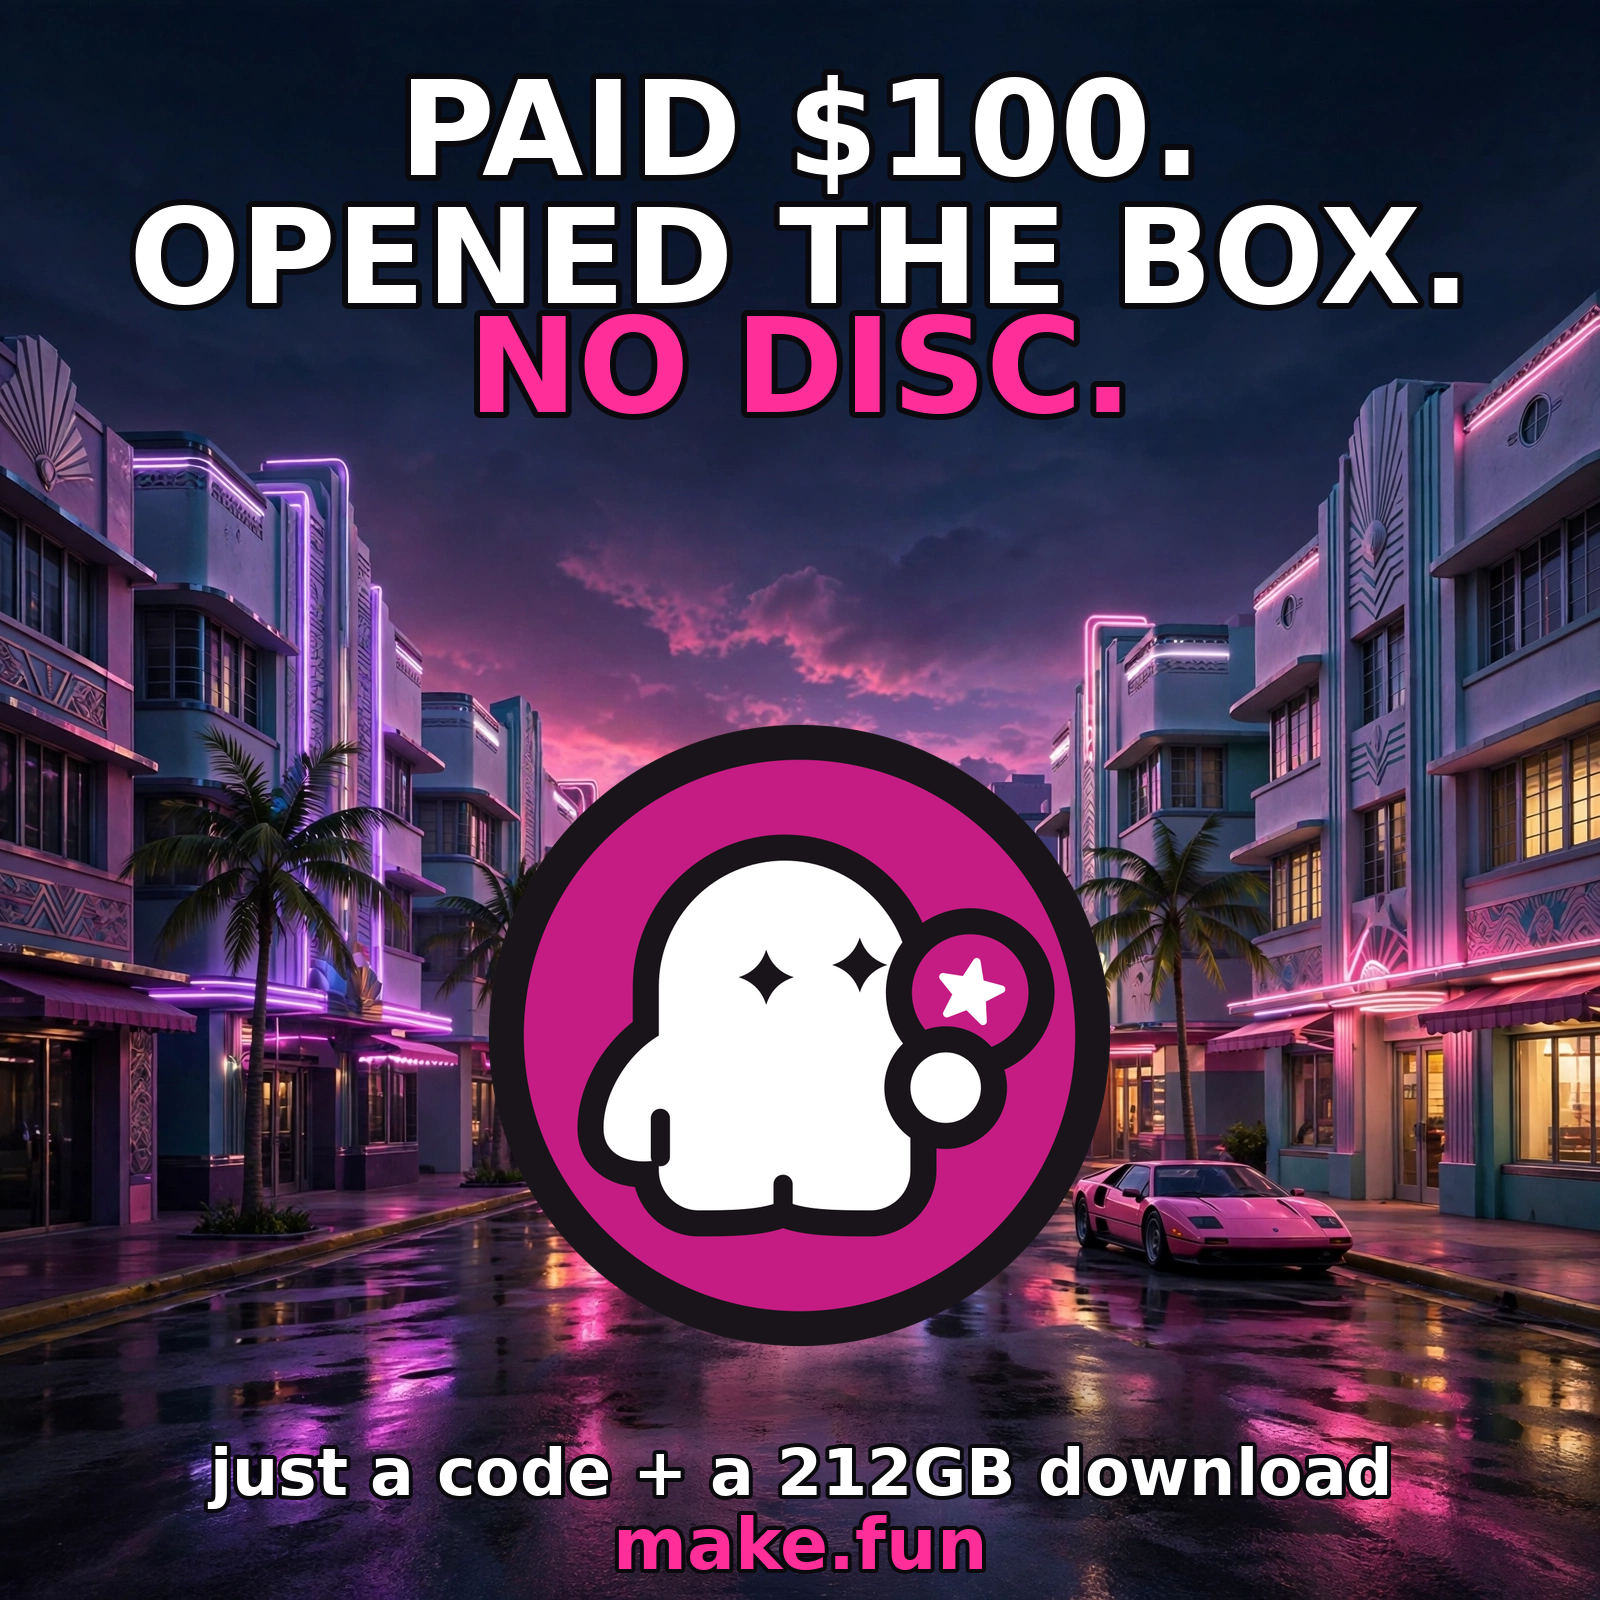 PAID $100.
OPENED THE BOX.
NO DISC.
just a code + a 212GB download
make.fun